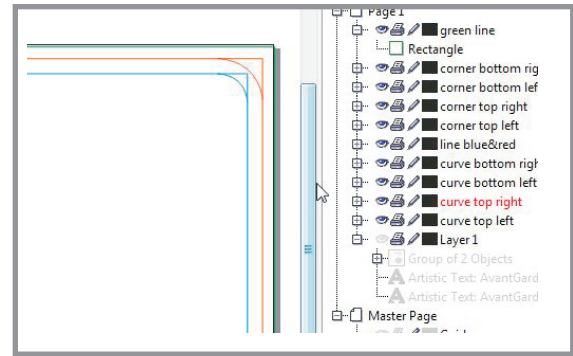 Page 1
green line
Rectangle
corner bottom rig
corner bottom lef
corner top right
corner top left
line blue&red
curve bottom righ
curve bottom left
curve top right
curve top left
Layer 1
Group of 2 Objects
Artistic Text: AvantGard
Artistic Text: AvantGard
Master Page